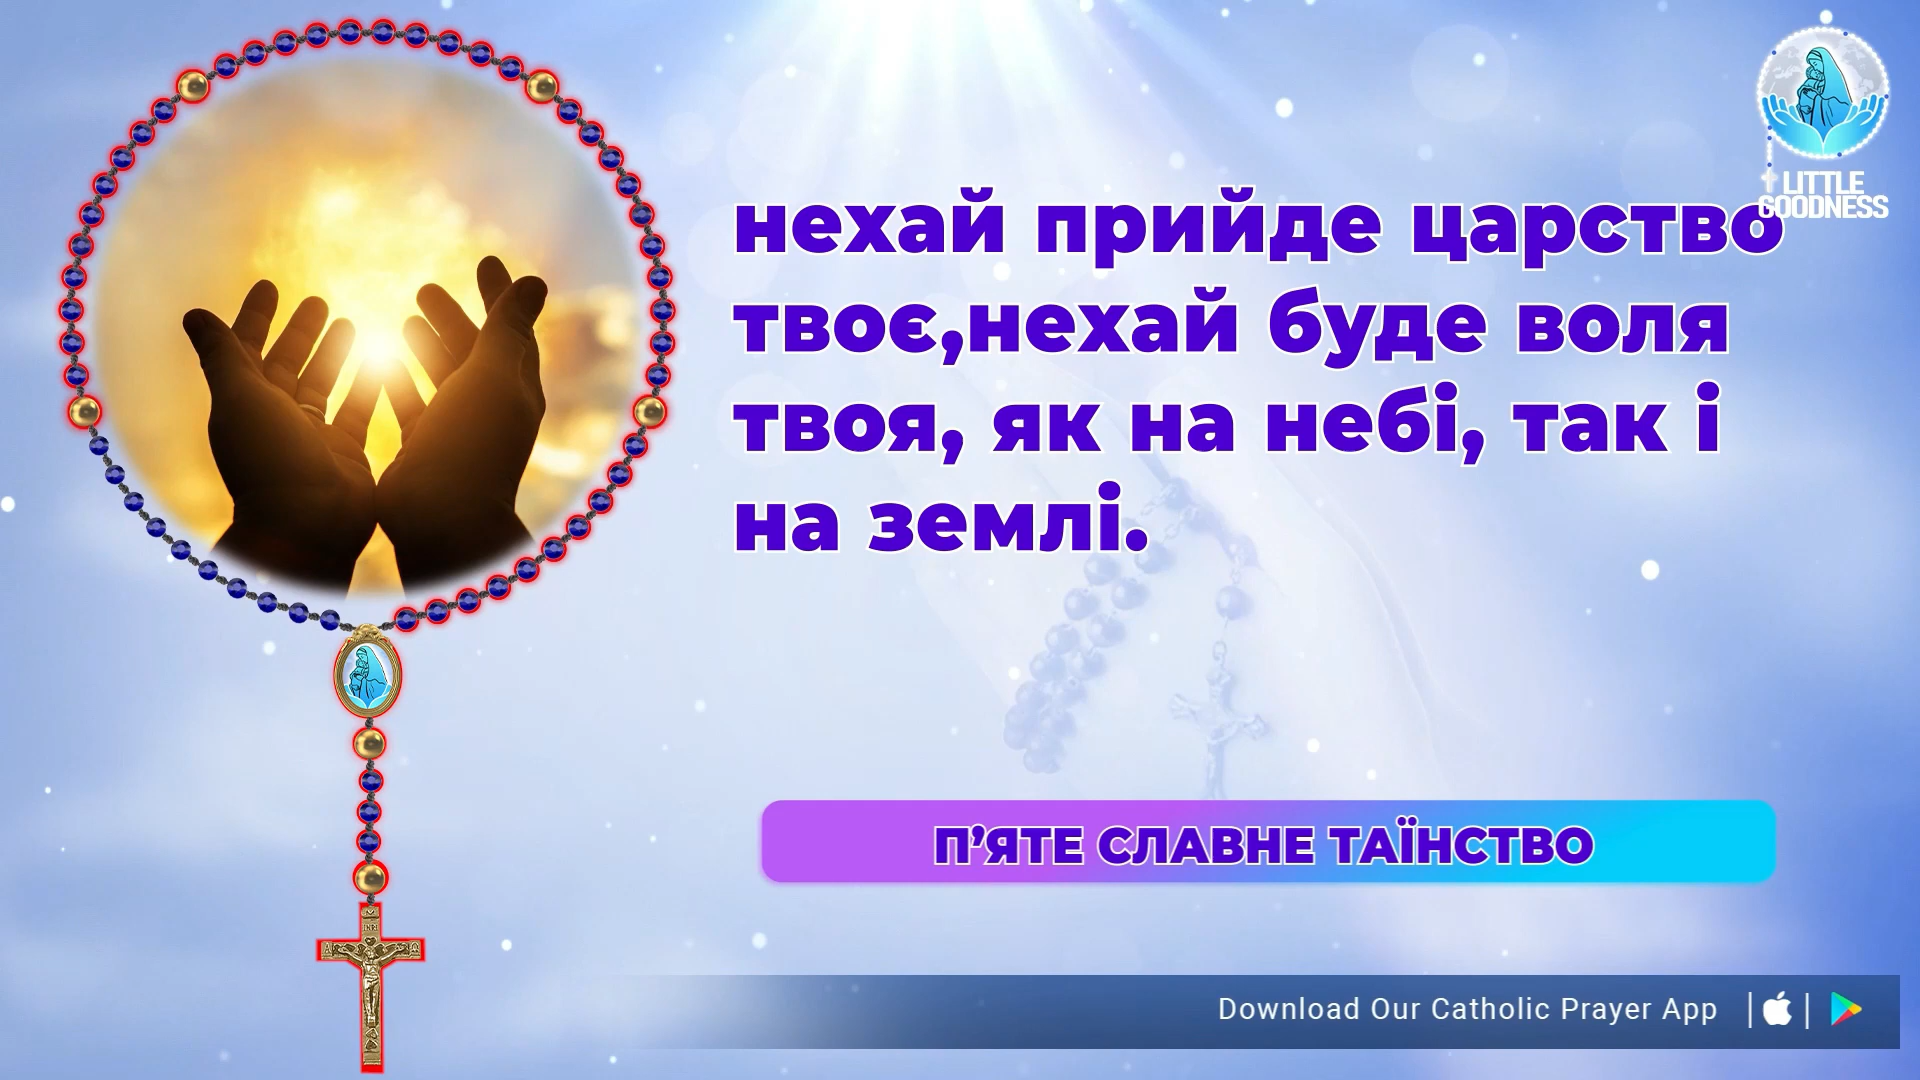 LITTLE
GOODNESS
нехай прийде царство
твоє,нехай буде воля
твоя, як на небі, так і
на землі.
П’ЯТЕ СЛАВНЕ ТАЇНСТВО
INRI
Download Our Catholic Prayer App